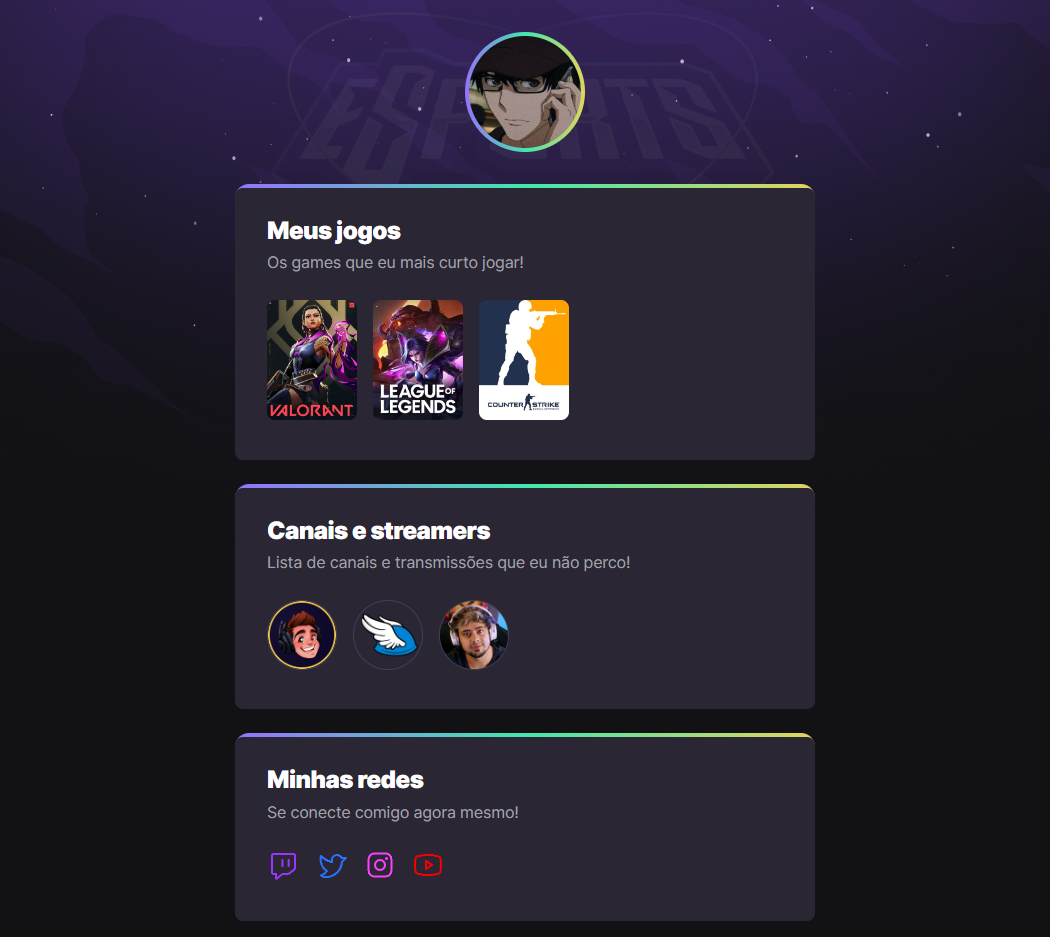 ESPORTS
Meus jogos
Os games que eu mais curto jogar!
VALORANT
LEAGUE OF
LEGENDS
COUNTER STRIKE
Canais e streamers
Lista de canais e transmissões que eu não perco!
Minhas redes
Se conecte comigo agora mesmo!